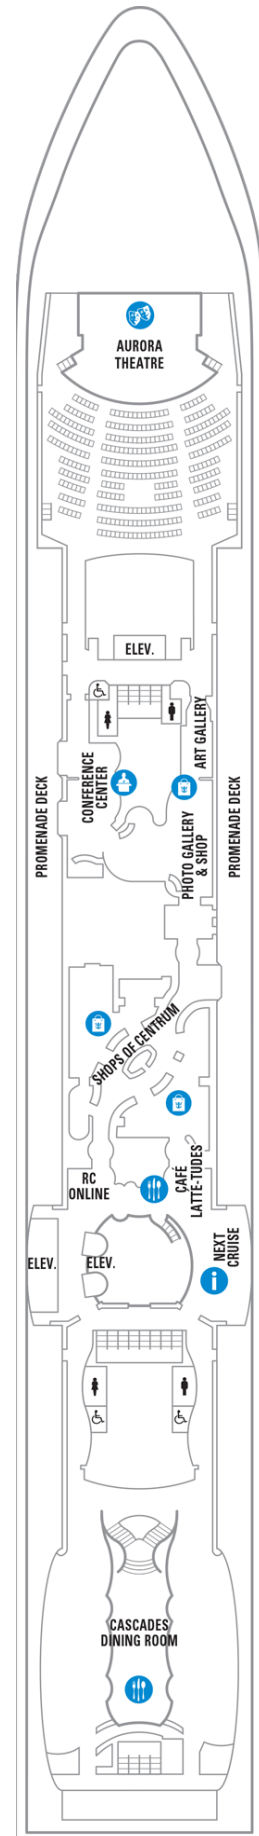 AURORA
THEATRE
ELEV.
ART GALLERY
CONFERENCE
CENTER
PROMENADE DECK
PROMENADE DECK
PHOTO GALLERY
& SHOP
SHOPS OF CENTRUM
RC
ONLINE
CAFÉ
LATTE-TUDES
ELEV.
ELEV.
NEXT
CRUISE
i
CASCADES
DINING ROOM